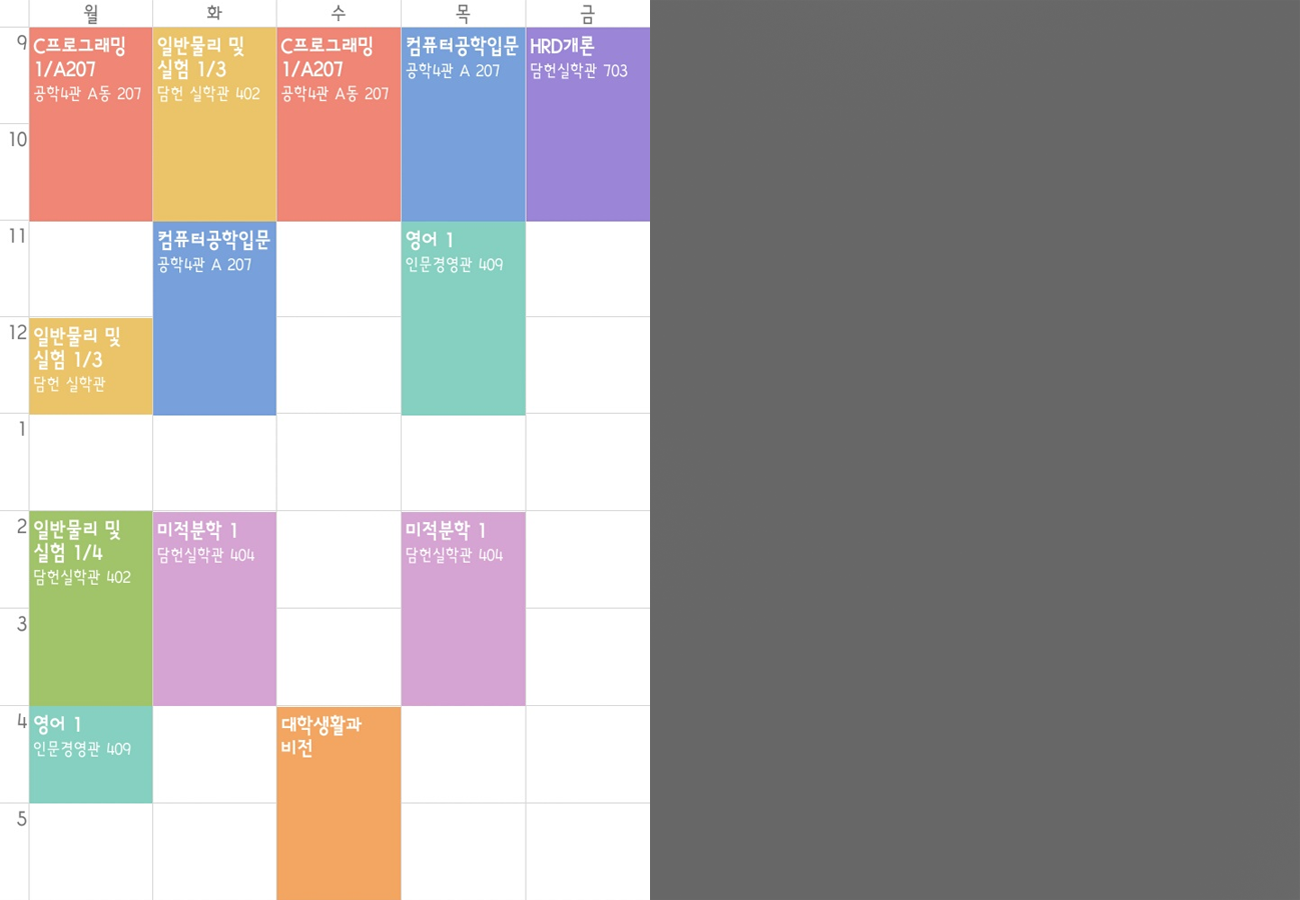 월 화 수 목 금
9
C프로그래밍
1/A207
공학4관 A동 207
일반물리 및
실험 1/3
담헌 실학관 402
C프로그래밍
1/A207
공학4관 A동 207
컴퓨터공학입문
공학4관 A 207
HRD개론
담헌실학관 703
10
11
컴퓨터공학입문
공학4관 A 207
영어 1
인문경영관 409
12
일반물리 및
실험 1/3
담헌 실학관
1
2
일반물리 및
실험 1/4
담헌실학관 402
미적분학 1
담헌실학관 404
미적분학 1
담헌실학관 404
3
4
영어 1
인문경영관 409
대학생활과
비전
5